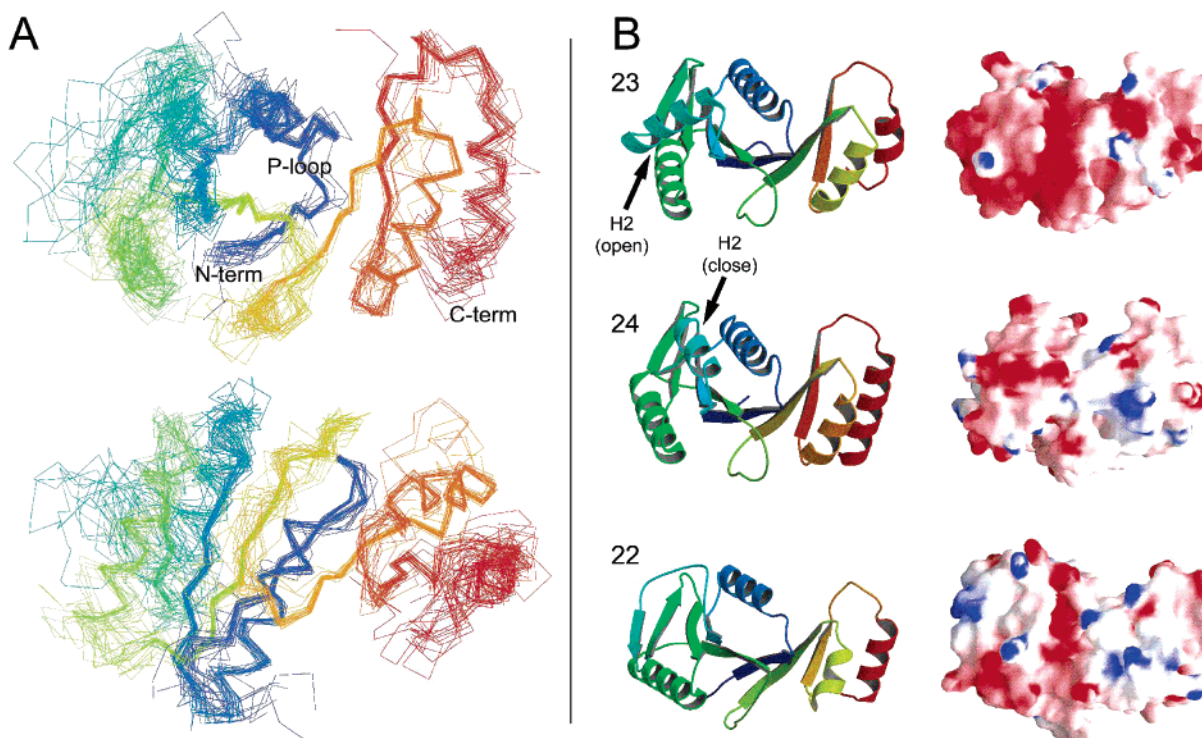 A
P-loop
N-term
C-term
B
23
H2
(open)
H2
(close)
24
22